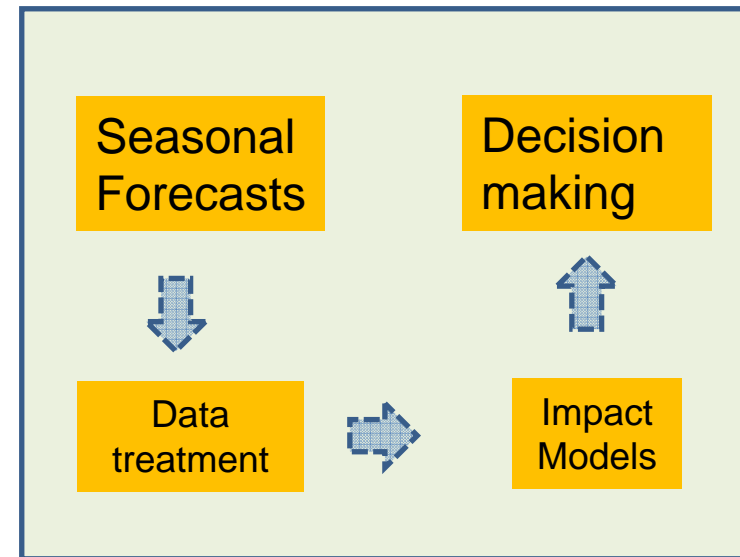 Seasonal
Forecasts
Decision
making
Data
treatment
Impact
Models